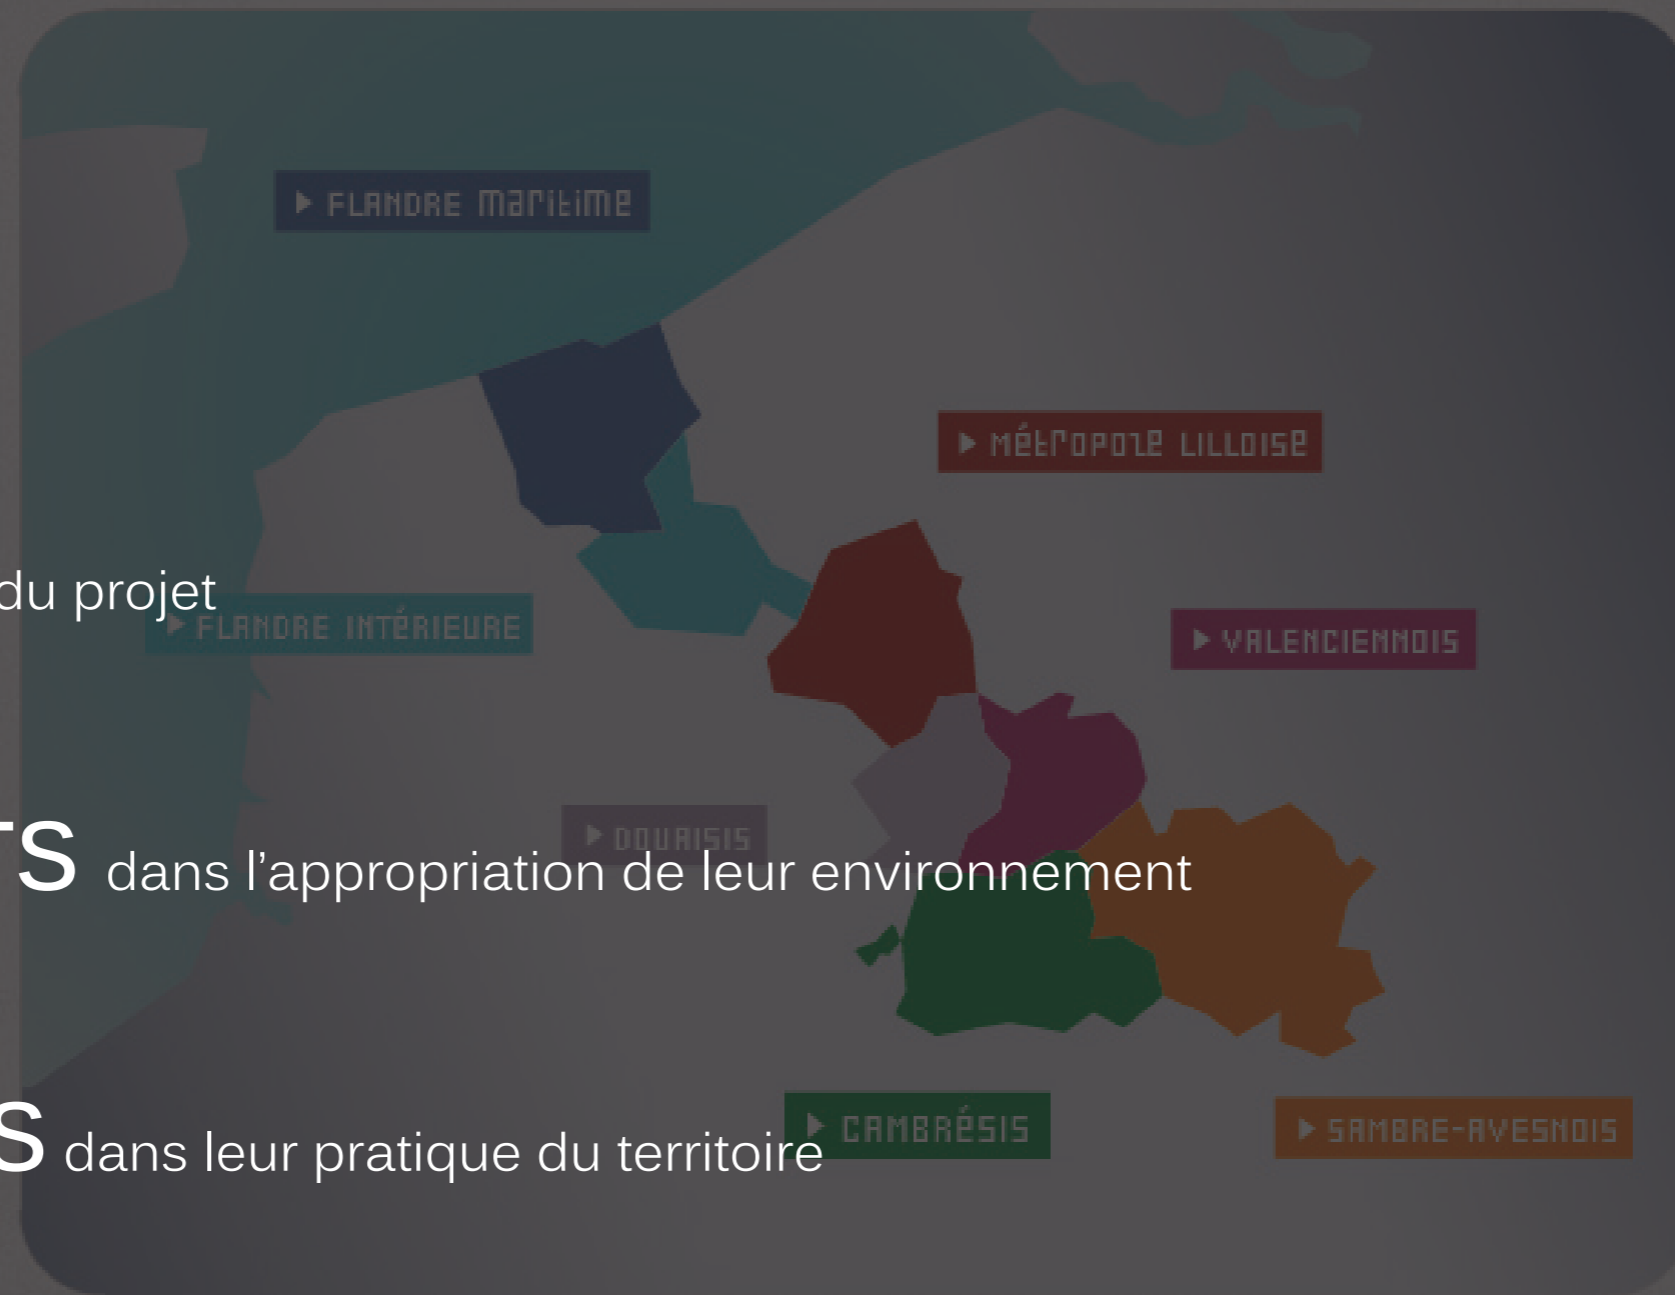 ▶ FLANDRE maritime
▶ Métropole LILLOISE
du projet
▶ FLANDRE INTÉRIEURE
▶ VALENCIENNOIS
▶ DOUAISIS
s dans l’appropriation de leur environnement
▶ CAMBRÉSIS
▶ SAMBRE-AVESNOIS
s dans leur pratique du territoire